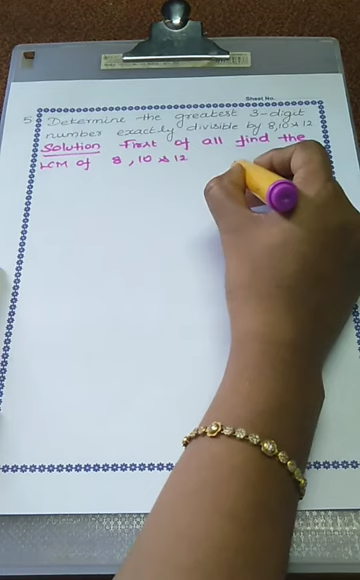 Sheet No.
5. Determine the greatest 3-digit
number exactly divisible by 8,10 & 12
Solution First of all find the
LCM of 8, 10 & 12